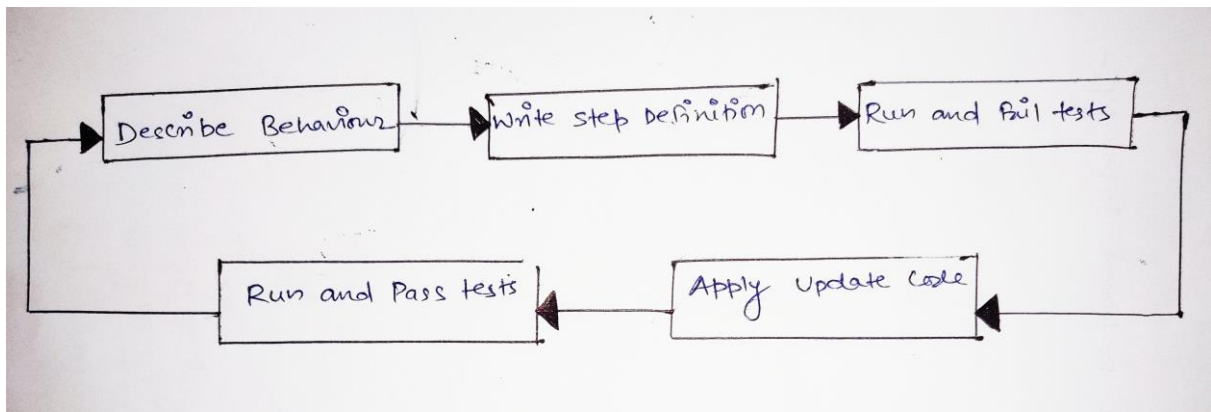 Describe Behaviour
Write Step Definition
Run and Fail tests
Run and Pass tests
Apply Update Code